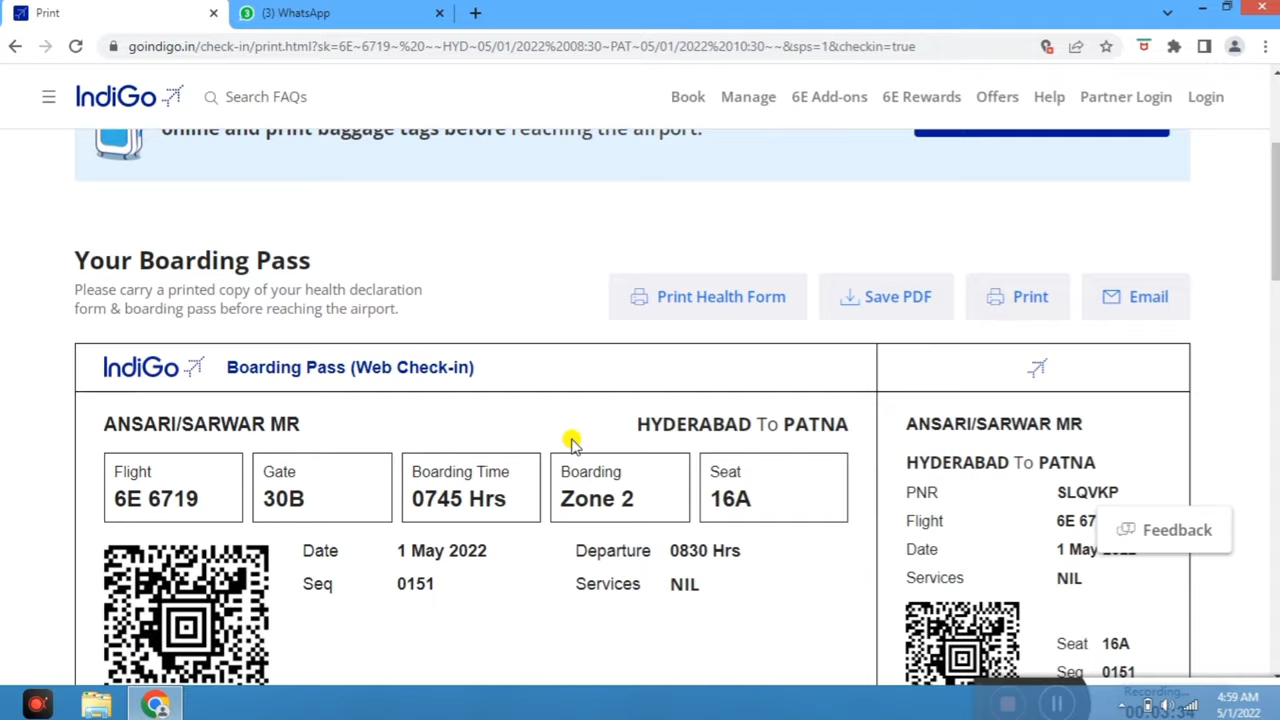 Print
(3) WhatsApp
goindigo.in/check-in/print.html?sk=6E~6719~%20~~HYD~05/01/2022%2008:30~PAT~05/01/2022%2010:30~~&sps=1&checkin=true
IndiGo
Search FAQs
Book
Manage
6E Add-ons
6E Rewards
Offers
Help
Partner Login
Login
online and print baggage tags before reaching the airport.
Your Boarding Pass
Please carry a printed copy of your health declaration
form & boarding pass before reaching the airport.
Print Health Form
Save PDF
Print
Email
IndiGo
Boarding Pass (Web Check-in)
ANSARI/SARWAR MR
HYDERABAD To PATNA
Flight
6E 6719
Gate
30B
Boarding Time
0745 Hrs
Boarding
Zone 2
Seat
16A
Date 1 May 2022
Departure 0830 Hrs
Seq 0151
Services NIL
ANSARI/SARWAR MR
HYDERABAD To PATNA
PNR SLQVKP
Flight 6E 67
Date 1 May
Services NIL
Seat 16A
Seq 0151
Feedback
Recording...
4:59 AM
5/1/2022